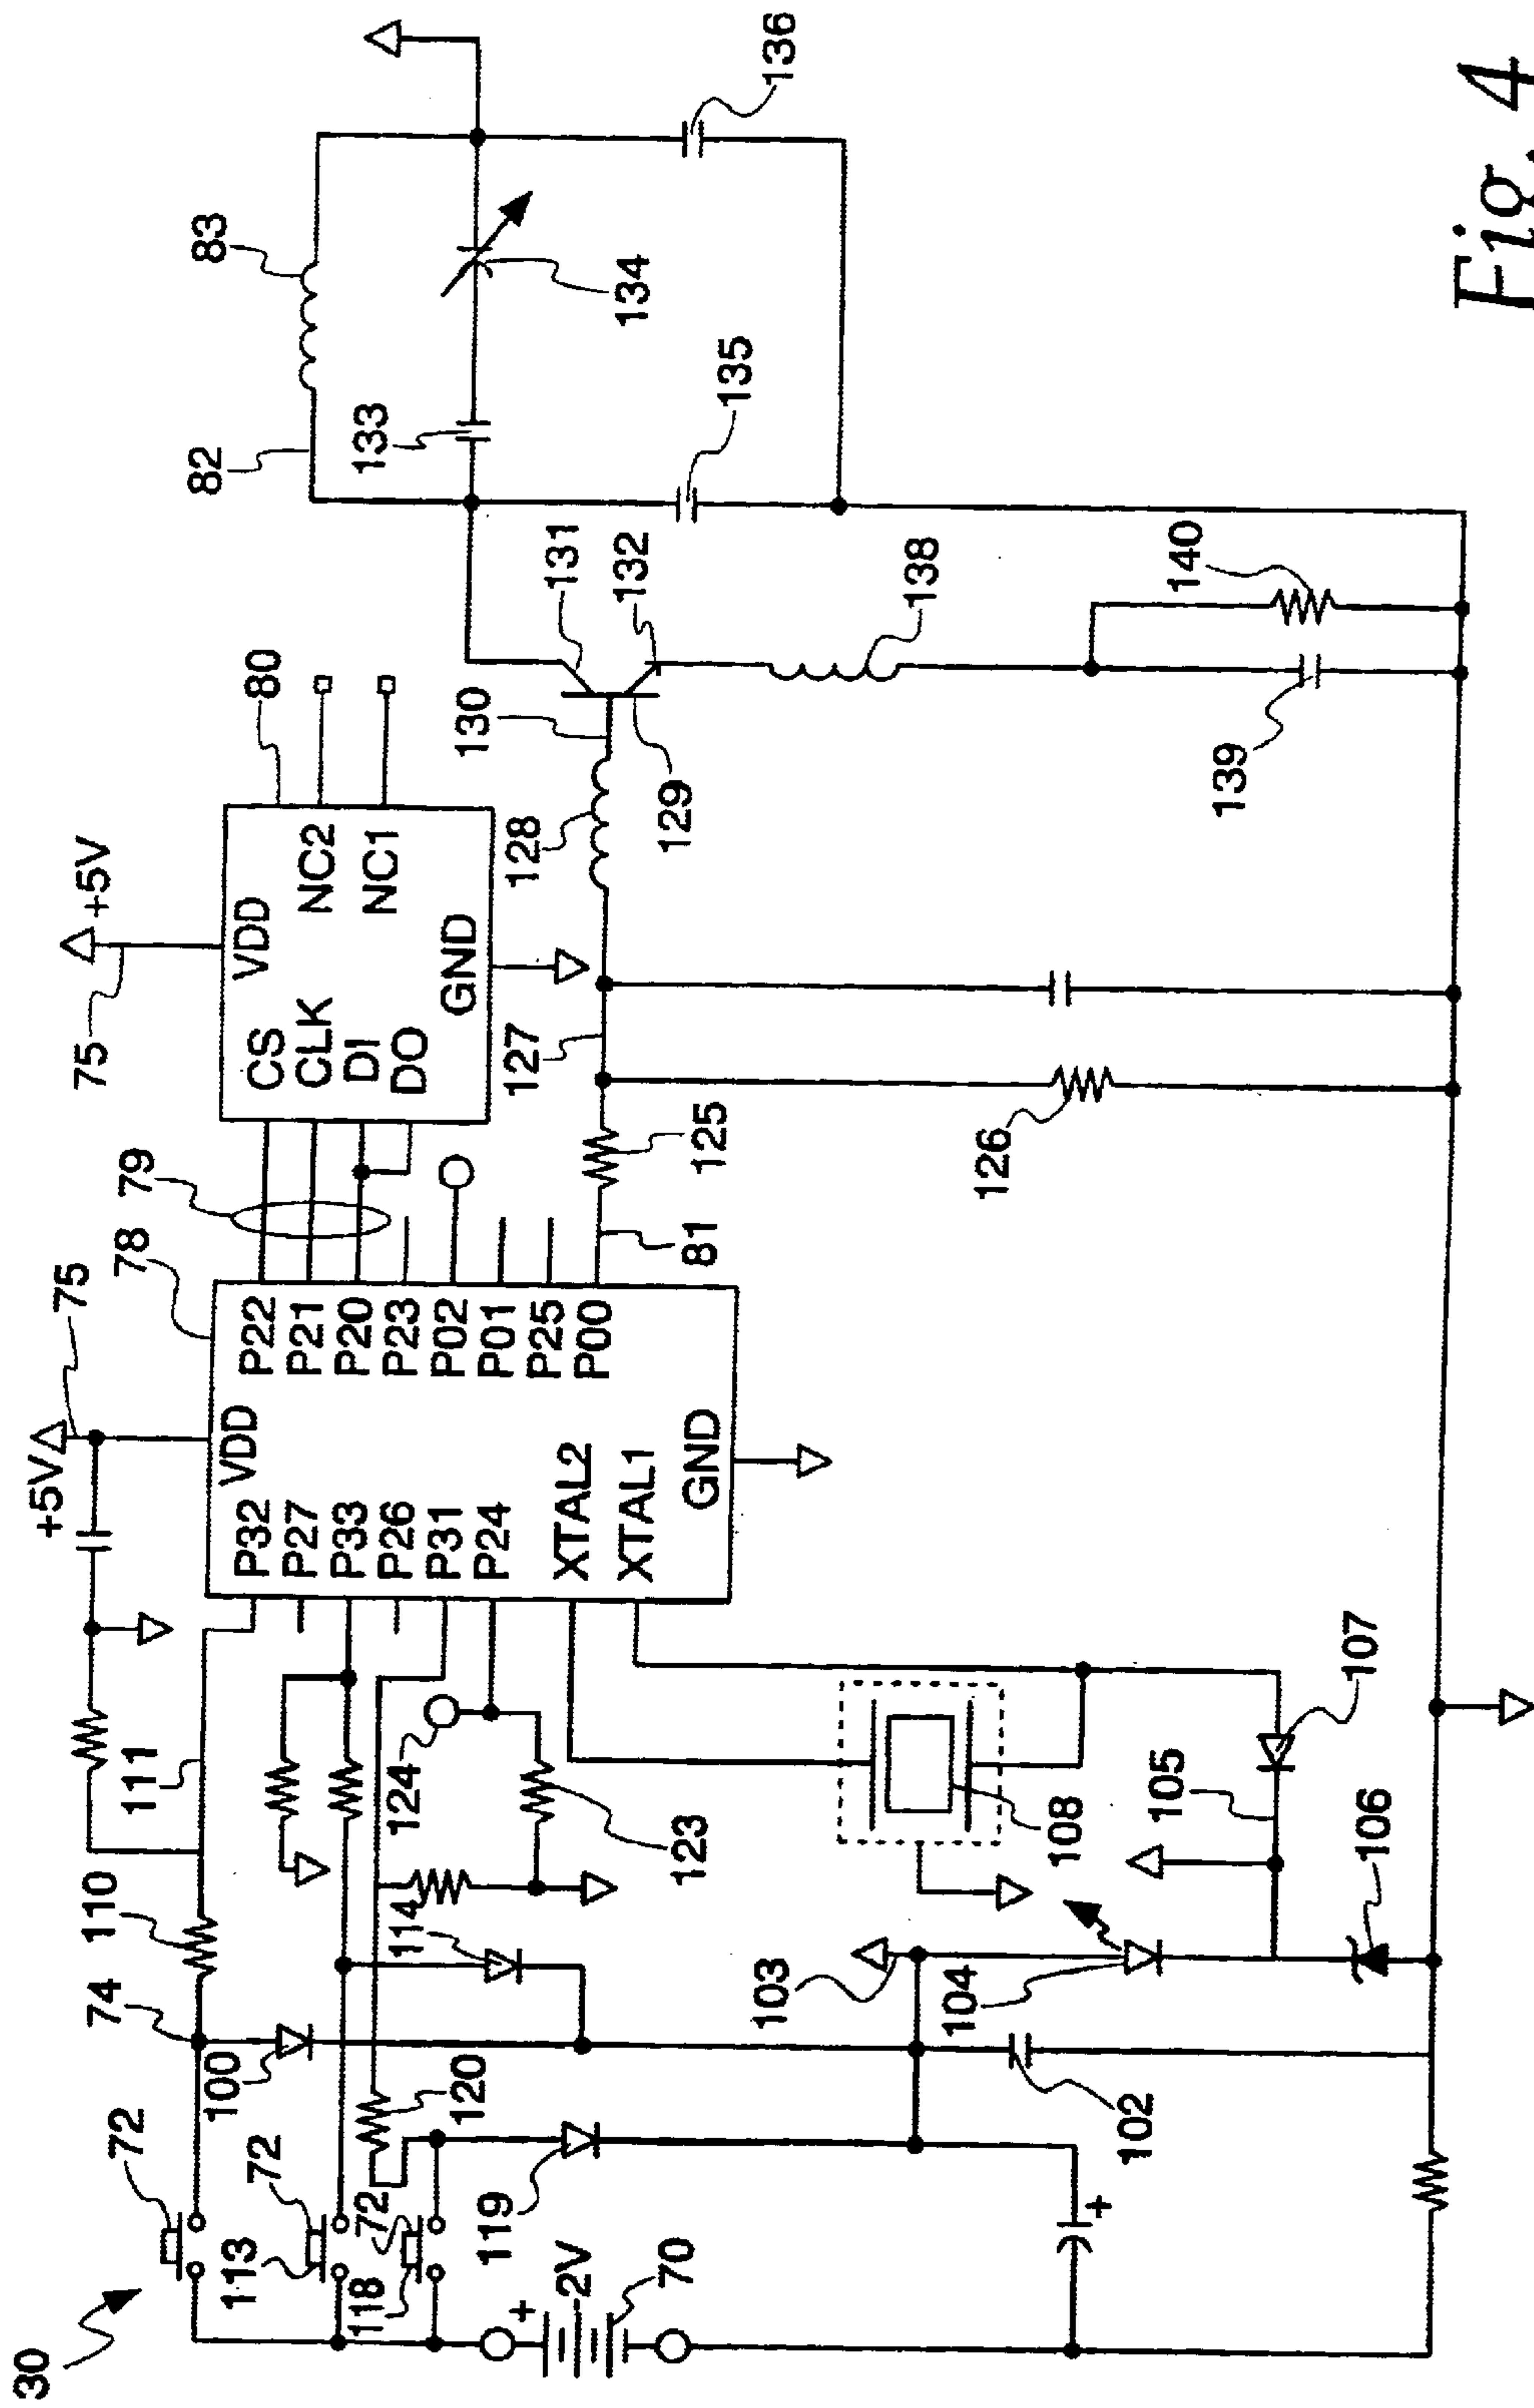 30
72
74
110
111
+5V
75
78
79
75
+5V
80
82
83
113
72
100
P32
P27
P33
P26
P31
P24
XTAL2
XTAL1
GND
VDD
P22
P21
P20
P23
P02
P01
P25
P00
CS
CLK
DI
DO
GND
VDD
NC2
NC1
118
72
120
114
124
123
81
125
127
128
130
129
131
132
133
134
135
136
+
2V
70
119
+
102
103
104
105
106
107
108
126
138
139
140
Fig. 4